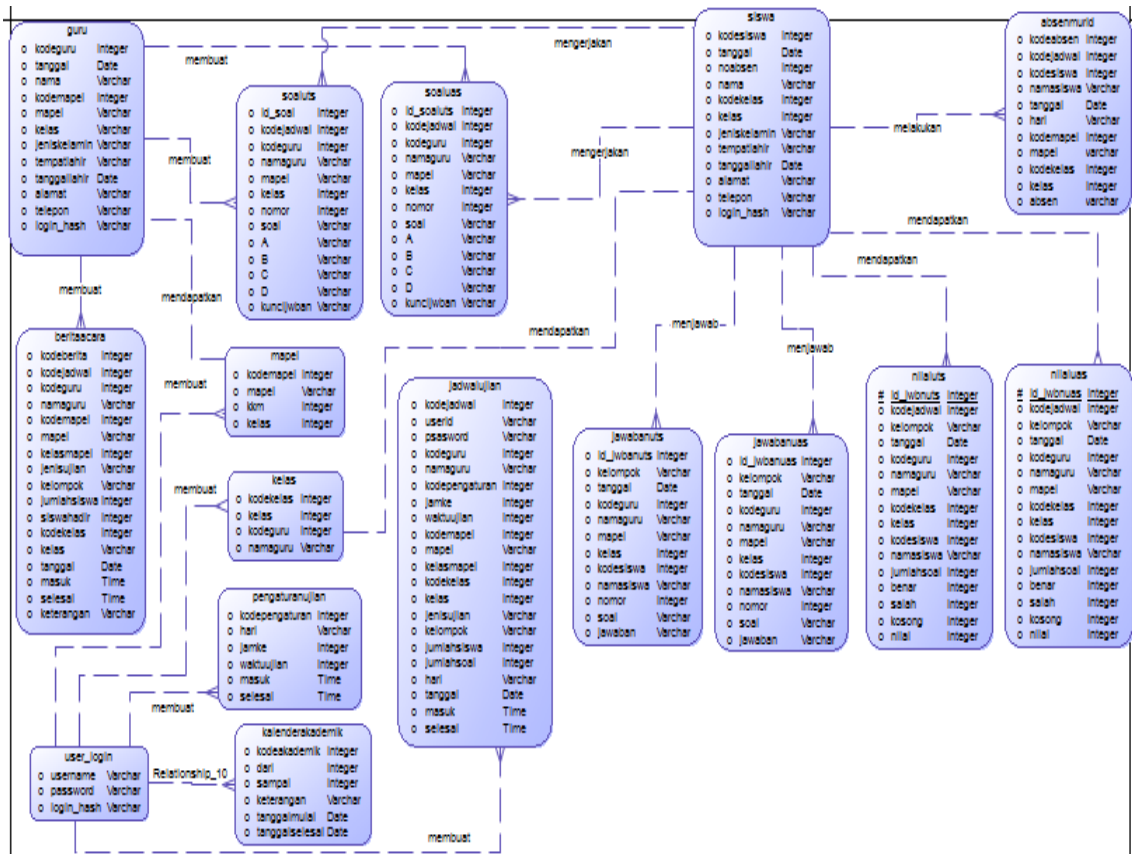 guru
o kodeguru Integer
o tanggal Date
o nama Varchar
o kodemapel Integer
o mapel Varchar
o kelas Varchar
o jeniskelamin Varchar
o tempatlahir Varchar
o tanggallahir Date
o alamat Varchar
o telepon Varchar
o login_hash Varchar
membuat
membuat
membuat
mendapatkan
soaluts
o id_soal Integer
o kodejadwal Integer
o kodeguru Integer
o namaguru Varchar
o mapel Varchar
o kelas Integer
o nomor Integer
o soal Varchar
o A Varchar
o B Varchar
o C Varchar
o D Varchar
o kuncijwban Varchar
soaluas
o id_soaluts Integer
o kodejadwal Integer
o kodeguru Integer
o namaguru Varchar
o mapel Varchar
o kelas Integer
o nomor Integer
o soal Varchar
o A Varchar
o B Varchar
o C Varchar
o D Varchar
o kuncijwban Varchar
mengerjakan
mengerjakan
mendapatkan
siswa
o kodesiswa Integer
o tanggal Date
o noabsen Integer
o nama Varchar
o kodekelas Integer
o kelas Integer
o jeniskelamin Varchar
o tempatlahir Varchar
o tanggallahir Date
o alamat Varchar
o telepon Varchar
o login_hash Varchar
melakukan
absenmurid
o kodeabsen Integer
o kodejadwal Integer
o kodesiswa Integer
o namasiswa Varchar
o tanggal Date
o hari Varchar
o kodemapel Integer
o mapel varchar
o kodekelas Integer
o kelas Integer
o absen varchar
mendapatkan
mendapatkan
menjawab
menjawab
beritaacara
o kodeberita Integer
o kodejadwal Integer
o kodeguru Integer
o namaguru Varchar
o kodemapel Integer
o mapel Varchar
o kelasmapel Integer
o jenisujian Varchar
o kelompok Varchar
o jumlahsiswa Integer
o siswahadir Integer
o kodekelas Integer
o kelas Varchar
o tanggal Date
o masuk Time
o selesai Time
o keterangan Varchar
mapel
o kodemapel Integer
o mapel Varchar
o kkm Integer
o kelas Integer
membuat
kelas
o kodekelas Integer
o kelas Integer
o kodeguru Integer
o namaguru Varchar
membuat
pengaturanujian
o kodepengaturan Integer
o hari Varchar
o jamke Integer
o waktuujian Integer
o masuk Time
o selesai Time
membuat
jadwalujian
o kodejadwal Integer
o userid Varchar
o psasword Varchar
o kodeguru Integer
o namaguru Varchar
o kodepengaturan Integer
o jamke Integer
o waktuujian Integer
o kodemapel Integer
o mapel Varchar
o kelasmapel Integer
o kodekelas Integer
o kelas Integer
o jenisujian Varchar
o kelompok Varchar
o jumlahsiswa Integer
o jumlahsoal Integer
o hari Varchar
o tanggal Date
o masuk Time
o selesai Time
jawabanuts
o id_jwbanuts Integer
o kelompok Varchar
o tanggal Date
o kodeguru Integer
o namaguru Varchar
o mapel Varchar
o kelas Integer
o kodesiswa Integer
o namasiswa Varchar
o nomor Integer
o soal Varchar
o jawaban Varchar
jawabanuas
o id_jwbanuas Integer
o kelompok Varchar
o tanggal Date
o kodeguru Integer
o namaguru Varchar
o mapel Varchar
o kelas Integer
o kodesiswa Integer
o namasiswa Varchar
o nomor Integer
o soal Varchar
o jawaban Varchar
nilaiuts
# id_jwbnuts Integer
o kodejadwal Integer
o kelompok Varchar
o tanggal Date
o kodeguru Integer
o namaguru Varchar
o mapel Varchar
o kodekelas Integer
o kelas Integer
o kodesiswa Integer
o namasiswa Varchar
o jumlahsoal Integer
o benar Integer
o salah Integer
o kosong Integer
o nilai Integer
nilaiuas
# id_jwbnuas Integer
o kodejadwal Integer
o kelompok Varchar
o tanggal Date
o kodeguru Integer
o namaguru Varchar
o mapel Varchar
o kodekelas Integer
o kelas Integer
o kodesiswa Integer
o namasiswa Varchar
o jumlahsoal Integer
o benar Integer
o salah Integer
o kosong Integer
o nilai Integer
user_login
o username Varchar
o password Varchar
o login_hash Varchar
Relationship_10
kalenderakademik
o kodeakademik Integer
o dari Integer
o sampai Integer
o keterangan Varchar
o tanggalmulai Date
o tanggalselesai Date
membuat